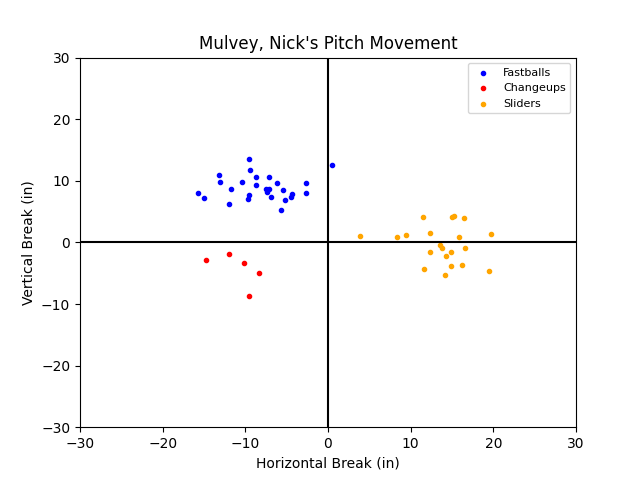 Mulvey, Nick's Pitch Movement
Fastballs
Changeups
Sliders
30
20
10
0
−10
−20
−30
Vertical Break (in)
−30
−20
−10
0
10
20
30
Horizontal Break (in)